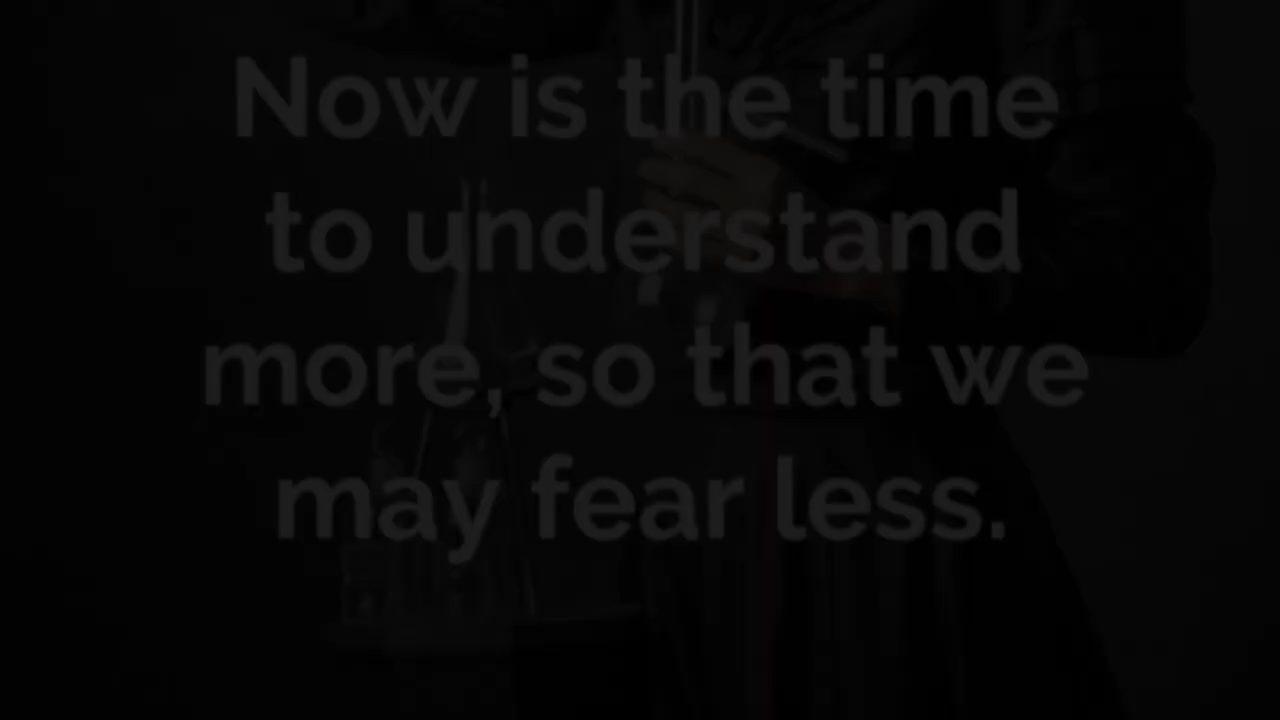 Now is the time
to understand
more, so that we
may fear less.